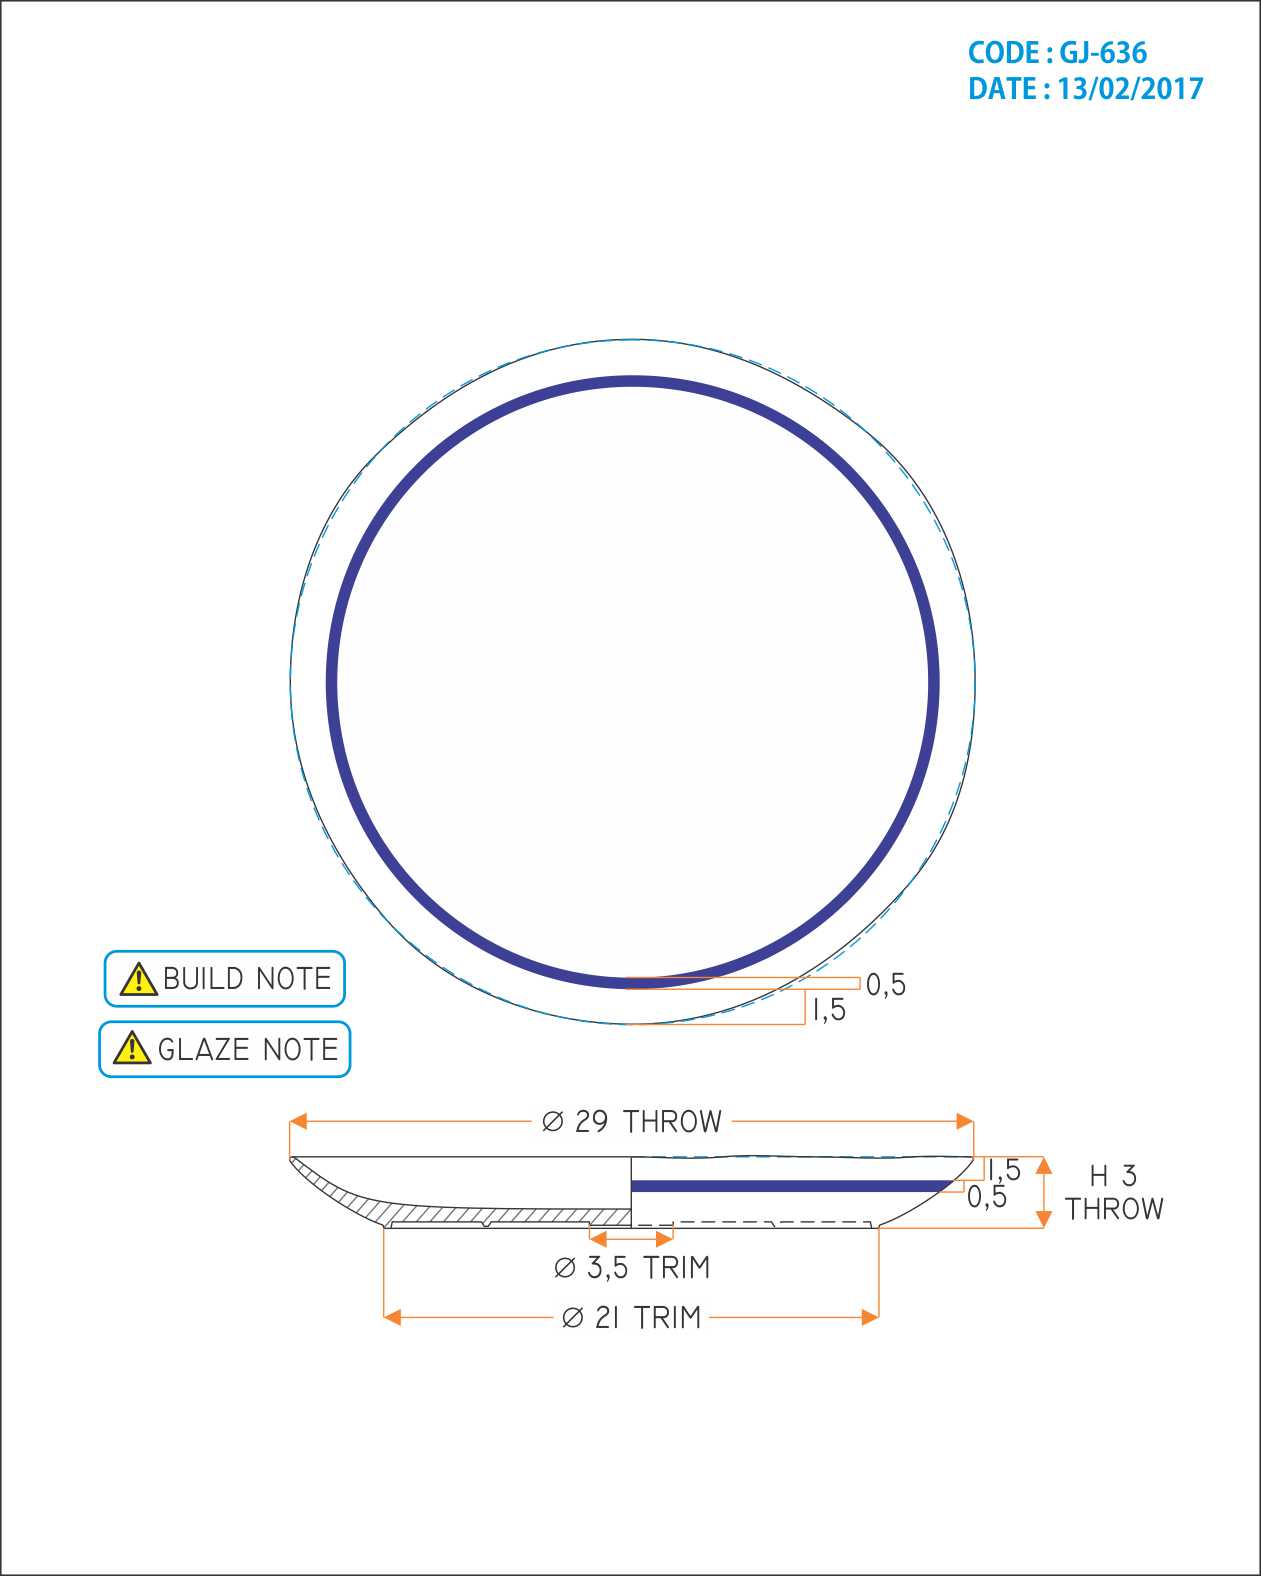 CODE : GJ-636
DATE : 13/02/2017
0,5
1,5
BUILD NOTE
GLAZE NOTE
Ø 29 THROW
1,5
0,5
H 3
THROW
Ø 3,5 TRIM
Ø 21 TRIM